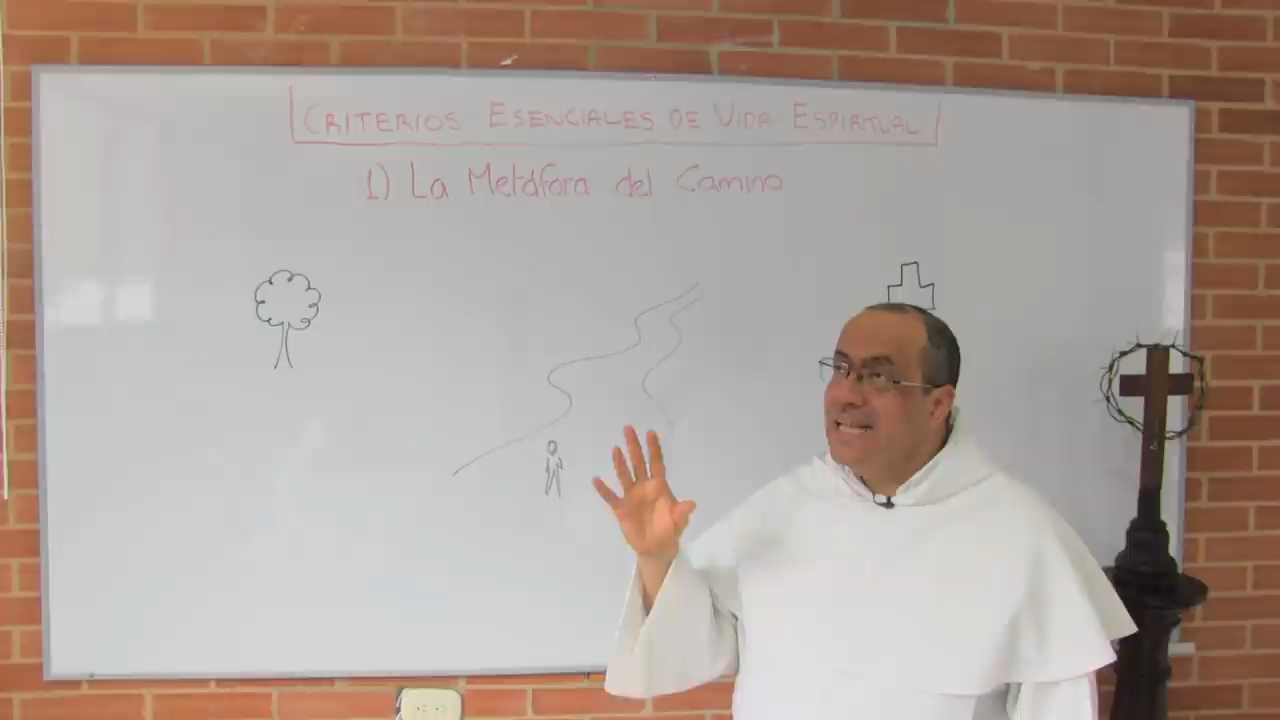 CRITERIOS ESENCIALES DE VIDA ESPIRITUAL
1) La Metáfora del Camino